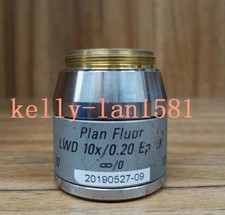 kelly-lan1581
Plan Fluor
LWD 10x/0.20 Ep
∞/0
20190527-09